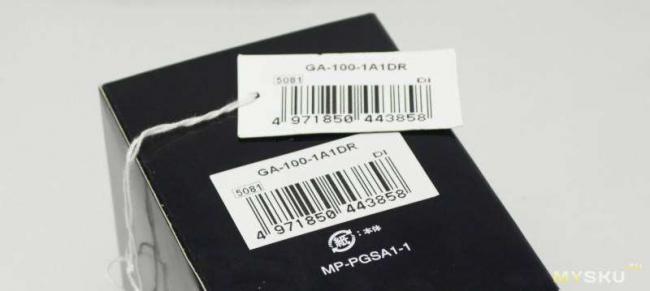 GA-100-1A1DR
5081
DI
4 971850 443858
GA-100-1A1DR
5081
DI
4 971850 443858
紙 : 本体
MP-PGSA1-1
MYSKU